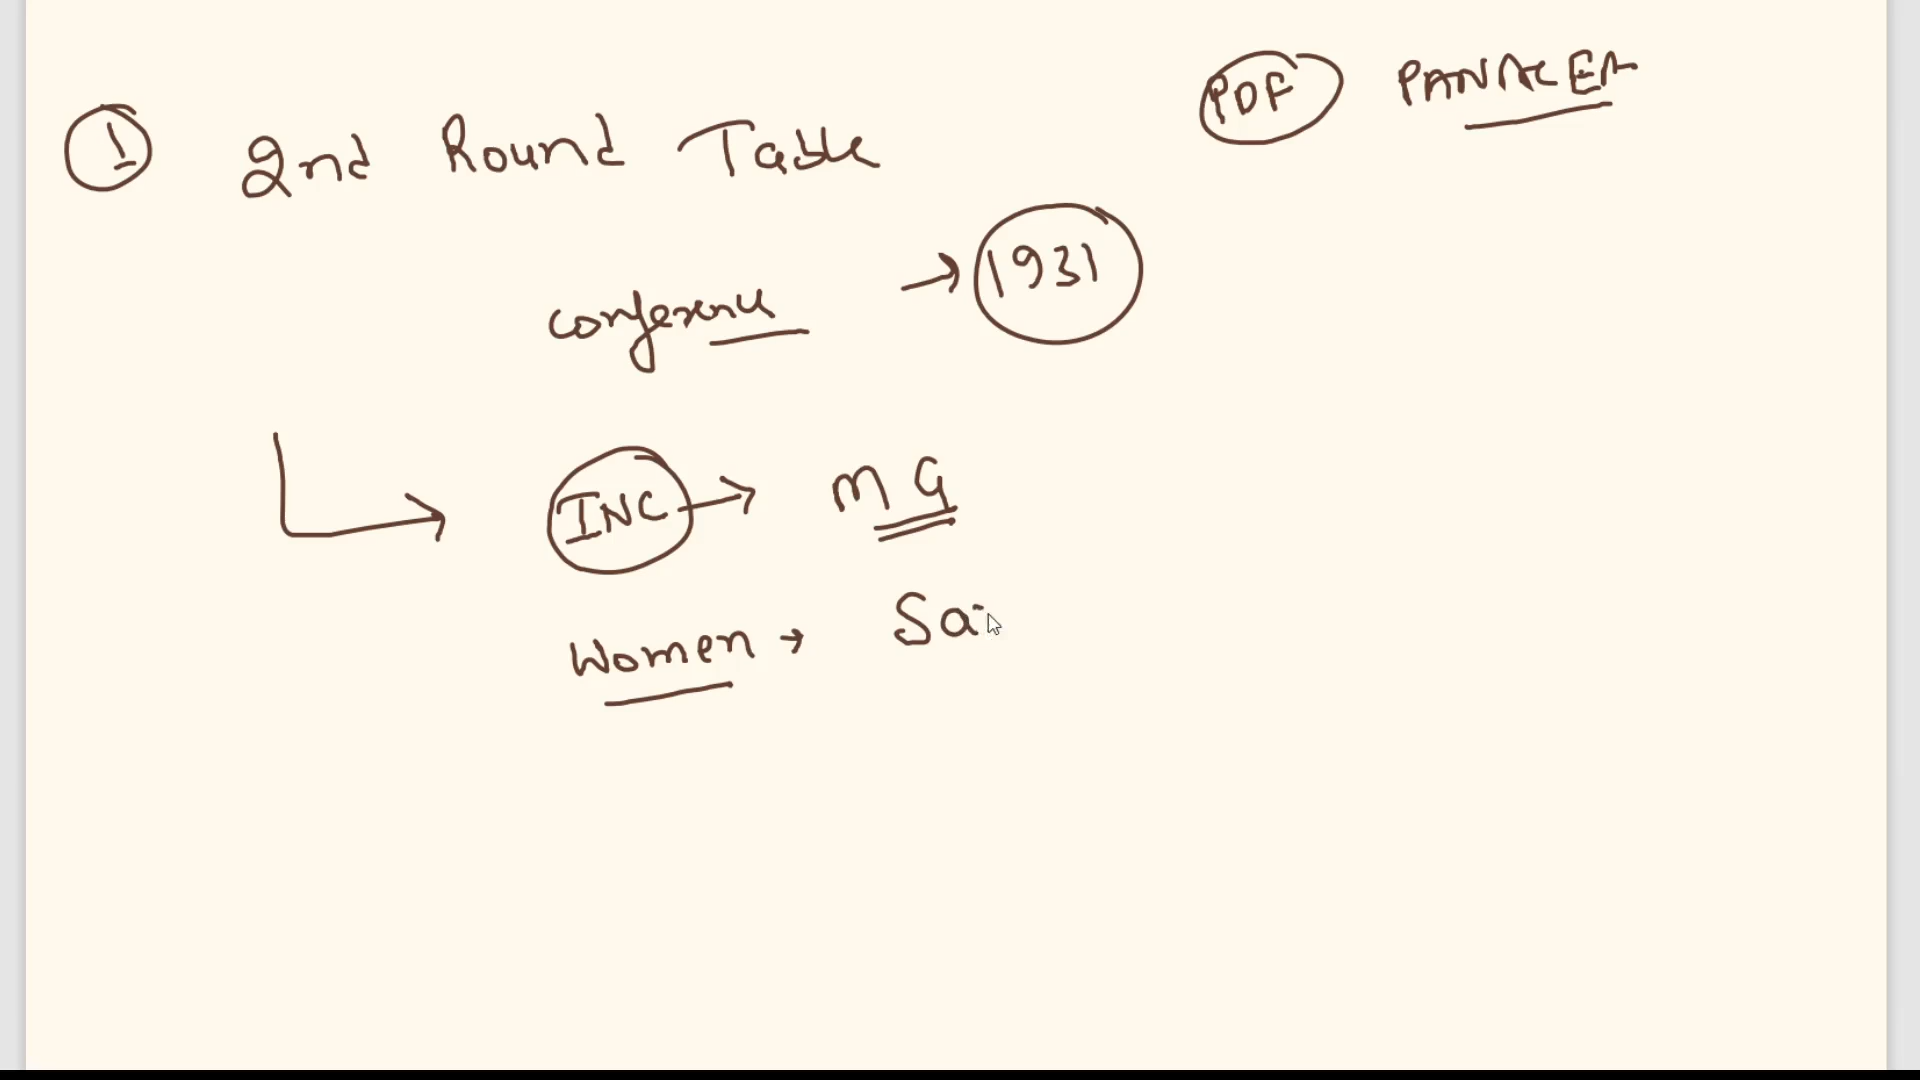 1 2nd Round Table
PDF PANACEA
conference → 1931
INC → MG
Women → Sa